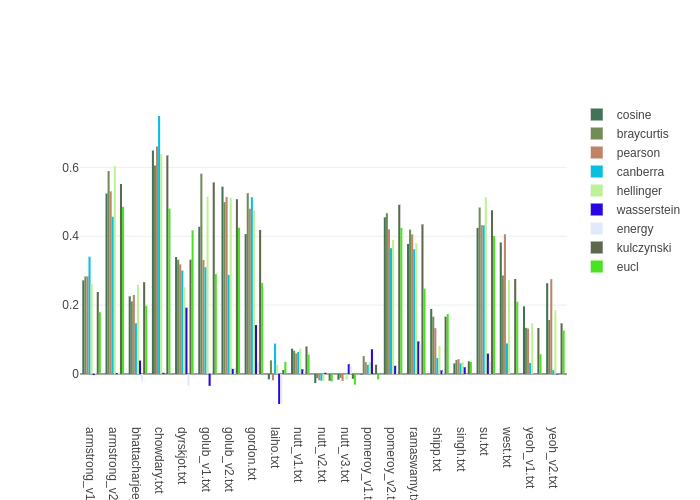 cosine
braycurtis
pearson
canberra
hellinger
wasserstein
energy
kulczynski
eucl
0.6
0.4
0.2
0
armstrong_v1
armstrong_v2
bhattacharjee
chowdary.txt
dyrskjot.txt
golub_v1.txt
golub_v2.txt
gordon.txt
laiho.txt
nutt_v1.txt
nutt_v2.txt
nutt_v3.txt
pomeroy_v1.t
pomeroy_v2.t
ramaswamy.t
shipp.txt
singh.txt
su.txt
west.txt
yeoh_v1.txt
yeoh_v2.txt